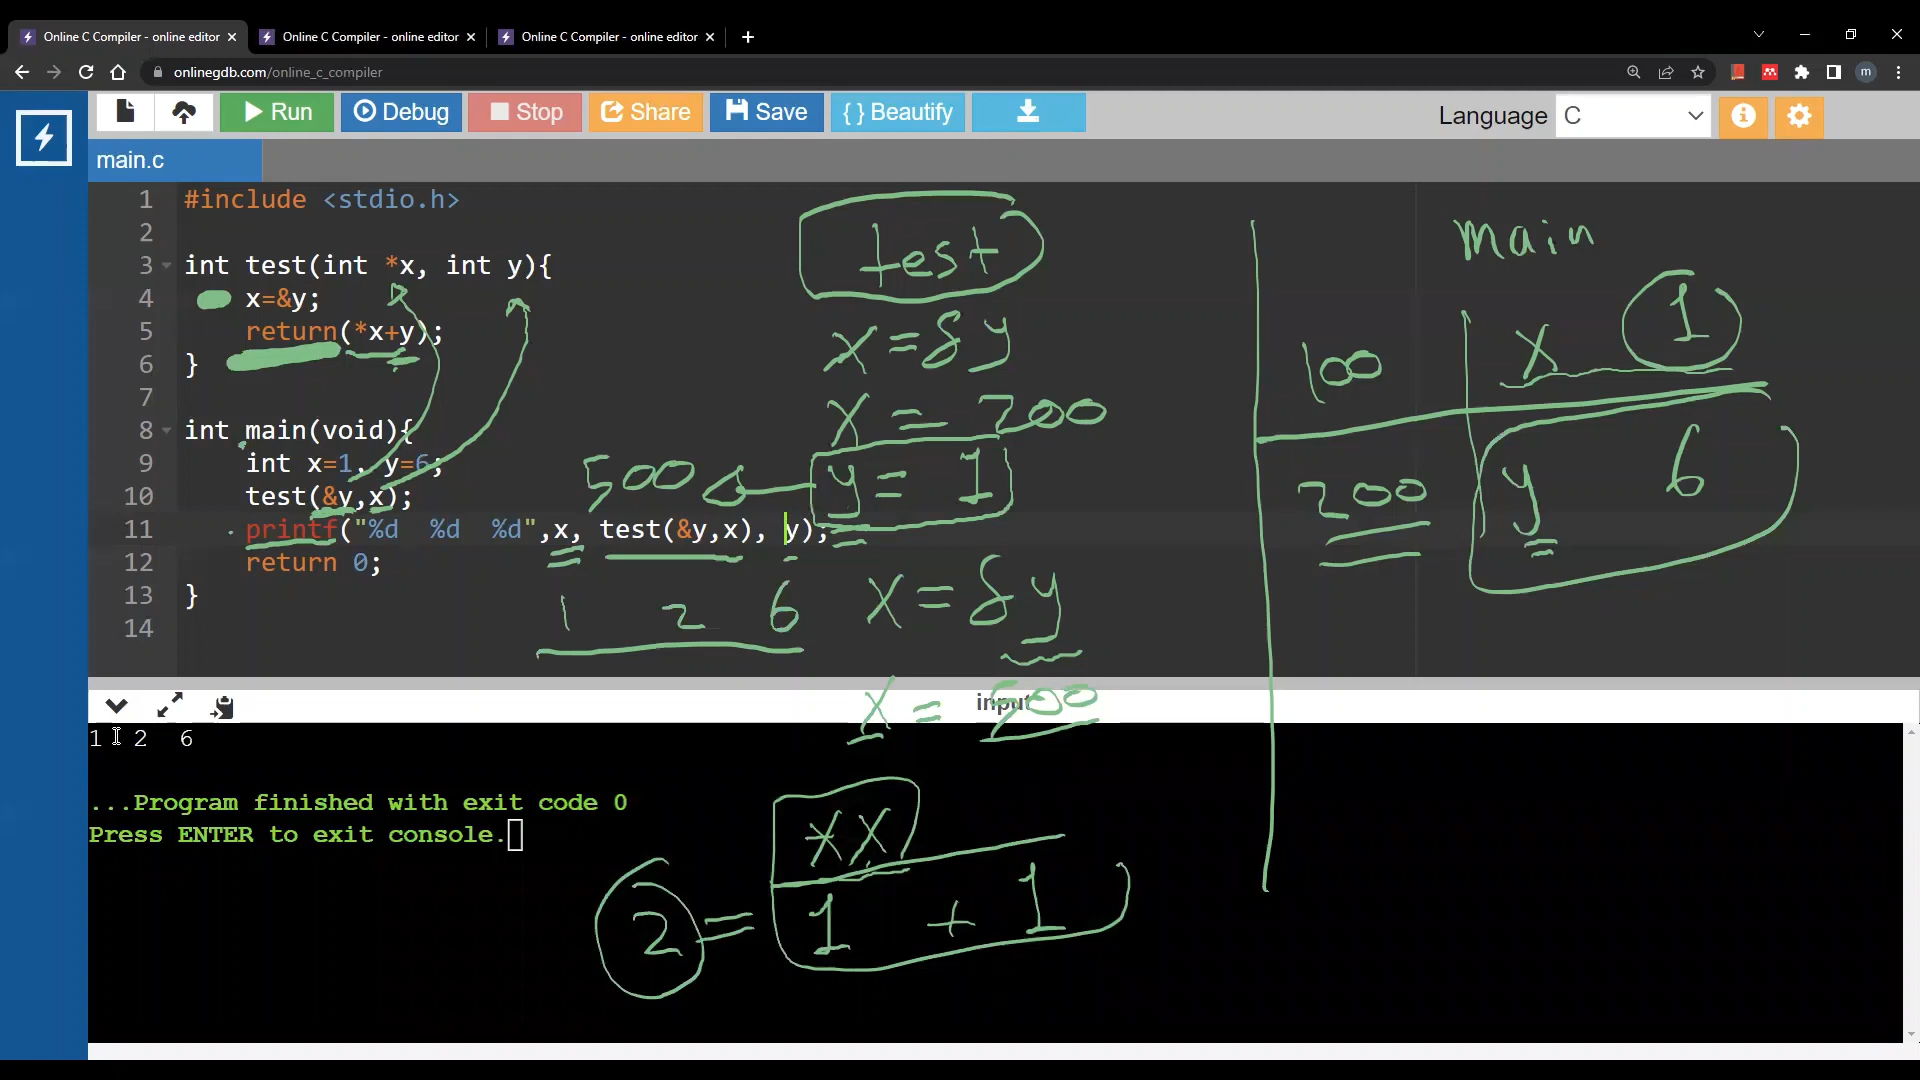 Online C Compiler - online editor
Online C Compiler - online editor
Online C Compiler - online editor
onlinegdb.com/online_c_compiler
m
Run
Debug
Stop
Share
Save
{ } Beautify
Language C
main.c
1 #include <stdio.h>
2
3 int test(int *x, int y){
4 x=&y;
5 return(*x+y);
6 }
7
8 int main(void){
9 int x=1, y=6;
10 test(&y,x);
11 printf("%d  %d  %d",x, test(&y,x), y);
12 return 0;
13 }
14
test
x = & y
x = 200
500
y = 1
1 2 6
x = & y
x = 500
*x
2 = 1 + 1
main
100 x 1
200 y 6
input
1  2  6
...Program finished with exit code 0
Press ENTER to exit console.